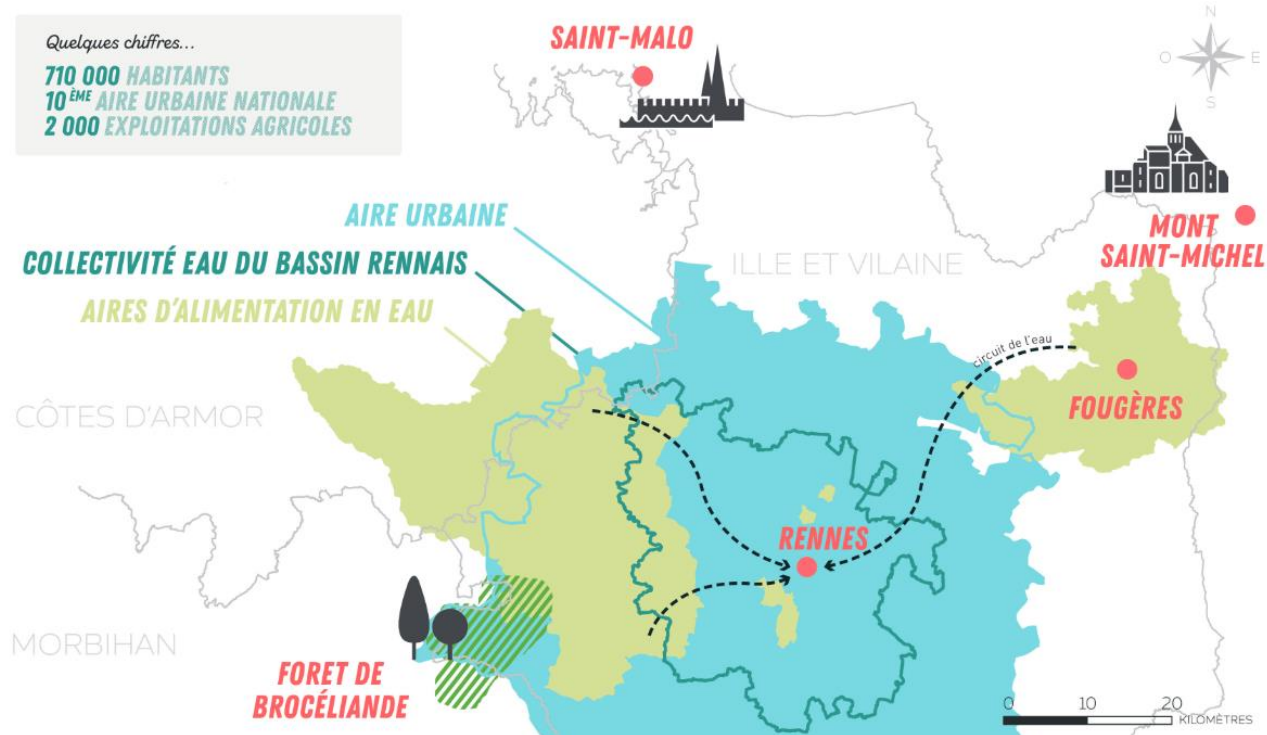 Quelques chiffres...
710 000 HABITANTS
10ÈME AIRE URBAINE NATIONALE
2 000 EXPLOITATIONS AGRICOLES
SAINT-MALO
N
O
E
S
MONT
SAINT-MICHEL
AIRE URBAINE
COLLECTIVITÉ EAU DU BASSIN RENNAIS
AIRES D'ALIMENTATION EN EAU
ILLE ET VILAINE
circuit de l'eau
CÔTES D'ARMOR
FOUGÈRES
RENNES
MORBIHAN
FORET DE
BROCÉLIANDE
0 10 20
KILOMÈTRES